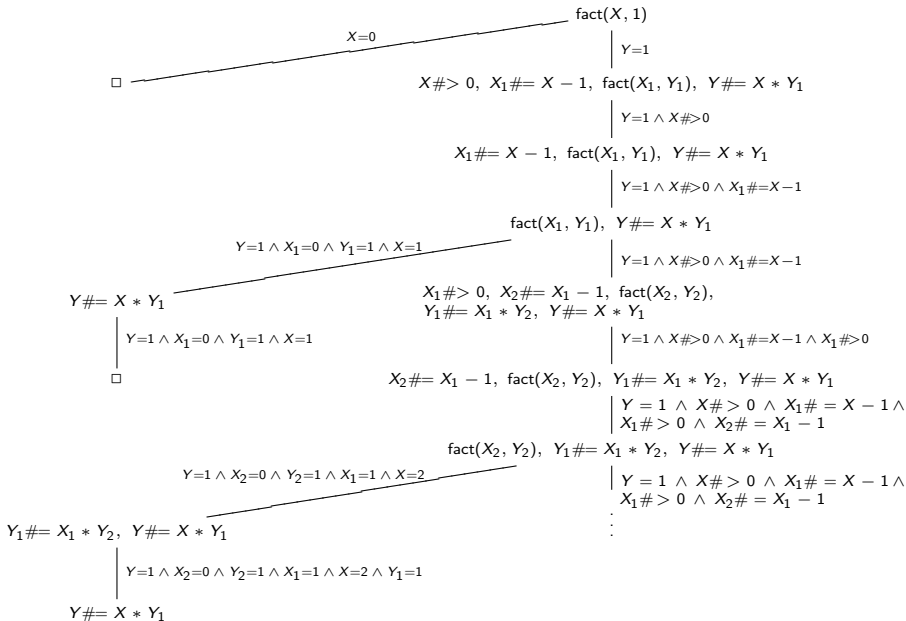 fact(X, 1)
X=0
Y=1
□
X#> 0, X₁#= X − 1, fact(X₁, Y₁), Y#= X ∗ Y₁
Y=1 ∧ X#>0
X₁#= X − 1, fact(X₁, Y₁), Y#= X ∗ Y₁
Y=1 ∧ X#>0 ∧ X₁#=X−1
fact(X₁, Y₁), Y#= X ∗ Y₁
Y=1 ∧ X₁=0 ∧ Y₁=1 ∧ X=1
Y=1 ∧ X#>0 ∧ X₁#=X−1
Y#= X ∗ Y₁
X₁#> 0, X₂#= X₁ − 1, fact(X₂, Y₂),
Y₁#= X₁ ∗ Y₂, Y#= X ∗ Y₁
Y=1 ∧ X₁=0 ∧ Y₁=1 ∧ X=1
Y=1 ∧ X#>0 ∧ X₁#=X−1 ∧ X₁#>0
□
X₂#= X₁ − 1, fact(X₂, Y₂), Y₁#= X₁ ∗ Y₂, Y#= X ∗ Y₁
Y = 1 ∧ X# > 0 ∧ X₁# = X − 1 ∧
X₁# > 0 ∧ X₂# = X₁ − 1
fact(X₂, Y₂), Y₁#= X₁ ∗ Y₂, Y#= X ∗ Y₁
Y=1 ∧ X₂=0 ∧ Y₂=1 ∧ X₁=1 ∧ X=2
Y = 1 ∧ X# > 0 ∧ X₁# = X − 1 ∧
X₁# > 0 ∧ X₂# = X₁ − 1
Y₁#= X₁ ∗ Y₂, Y#= X ∗ Y₁
⋮
Y=1 ∧ X₂=0 ∧ Y₂=1 ∧ X₁=1 ∧ X=2 ∧ Y₁=1
Y#= X ∗ Y₁